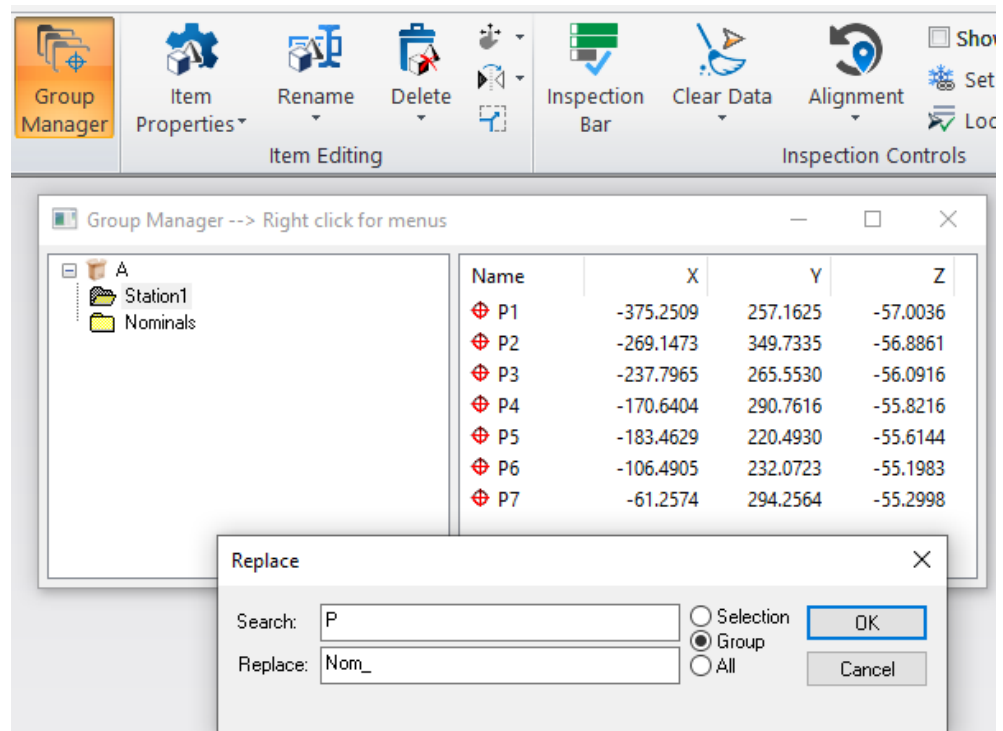 Group Manager
Item Properties
Rename
Delete
Inspection Bar
Clear Data
Alignment
Show
Set
Loc
Item Editing
Inspection Controls
Group Manager --> Right click for menus
A
Station1
Nominals
Name X Y Z
P1 -375.2509 257.1625 -57.0036
P2 -269.1473 349.7335 -56.8861
P3 -237.7965 265.5530 -56.0916
P4 -170.6404 290.7616 -55.8216
P5 -183.4629 220.4930 -55.6144
P6 -106.4905 232.0723 -55.1983
P7 -61.2574 294.2564 -55.2998
Replace
Search: P
Replace: Nom_
Selection
Group
All
OK
Cancel